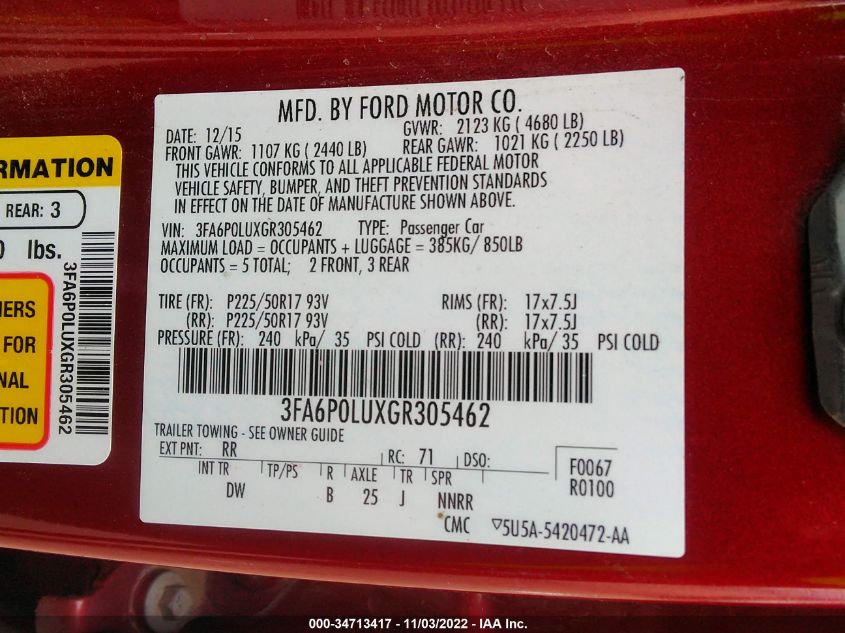 MFD. BY FORD MOTOR CO.
DATE: 12/15 GVWR: 2123 KG ( 4680 LB)
FRONT GAWR: 1107 KG ( 2440 LB) REAR GAWR: 1021 KG ( 2250 LB)
THIS VEHICLE CONFORMS TO ALL APPLICABLE FEDERAL MOTOR
VEHICLE SAFETY, BUMPER, AND THEFT PREVENTION STANDARDS
IN EFFECT ON THE DATE OF MANUFACTURE SHOWN ABOVE.
VIN: 3FA6P0LUXGR305462 TYPE: Passenger Car
MAXIMUM LOAD = OCCUPANTS + LUGGAGE = 385KG/ 850LB
OCCUPANTS = 5 TOTAL; 2 FRONT, 3 REAR
TIRE (FR): P225/50R17 93V RIMS (FR): 17x7.5J
(RR): P225/50R17 93V (RR): 17x7.5J
PRESSURE (FR): 240 kPa/ 35 PSI COLD (RR): 240 kPa/ 35 PSI COLD
3FA6P0LUXGR305462
TRAILER TOWING - SEE OWNER GUIDE
EXT PNT: RR RC: 71 DSO:
INT TR TP/PS R AXLE TR SPR
DW B 25 J NNRR
F0067
R0100
CMC ▽5U5A-5420472-AA
RMATION
REAR: 3
0 lbs.
3FA6P0LUXGR305462
NERS
FOR
NAL
TION
000-34713417 - 11/03/2022 - IAA Inc.